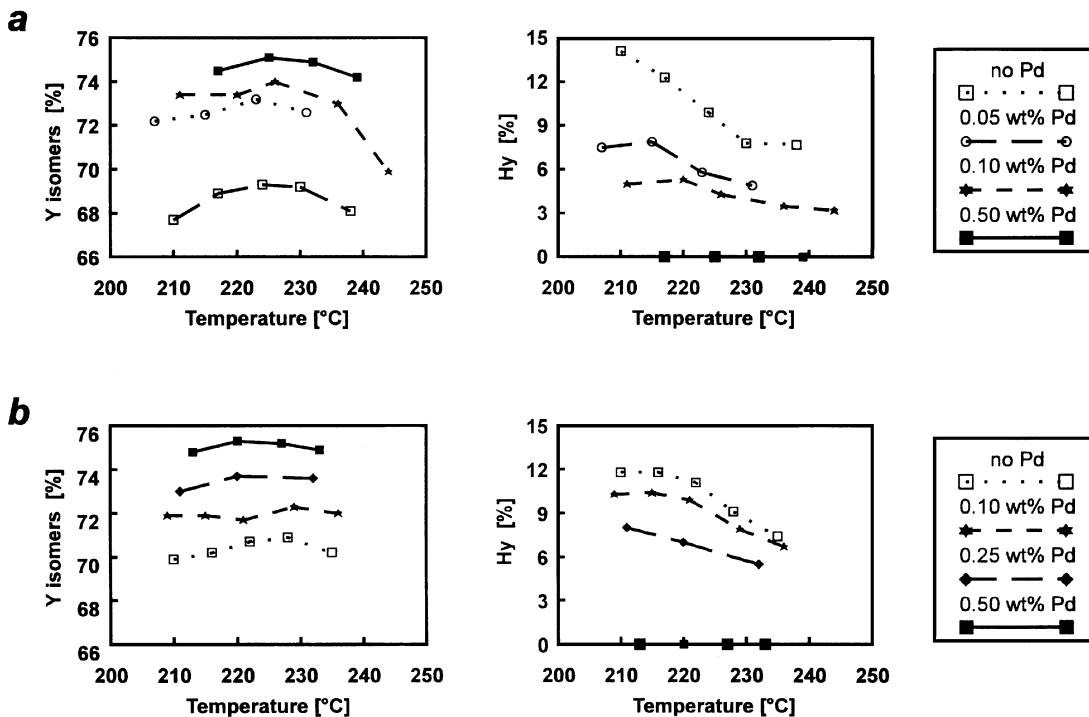 a
76
74
72
70
68
66
Y isomers [%]
200 210 220 230 240 250
Temperature [°C]
15
12
9
6
3
0
Hy [%]
200 210 220 230 240 250
Temperature [°C]
no Pd
0.05 wt% Pd
0.10 wt% Pd
0.50 wt% Pd
b
76
74
72
70
68
66
Y isomers [%]
200 210 220 230 240 250
Temperature [°C]
15
12
9
6
3
0
Hy [%]
200 210 220 230 240 250
Temperature [°C]
no Pd
0.10 wt% Pd
0.25 wt% Pd
0.50 wt% Pd